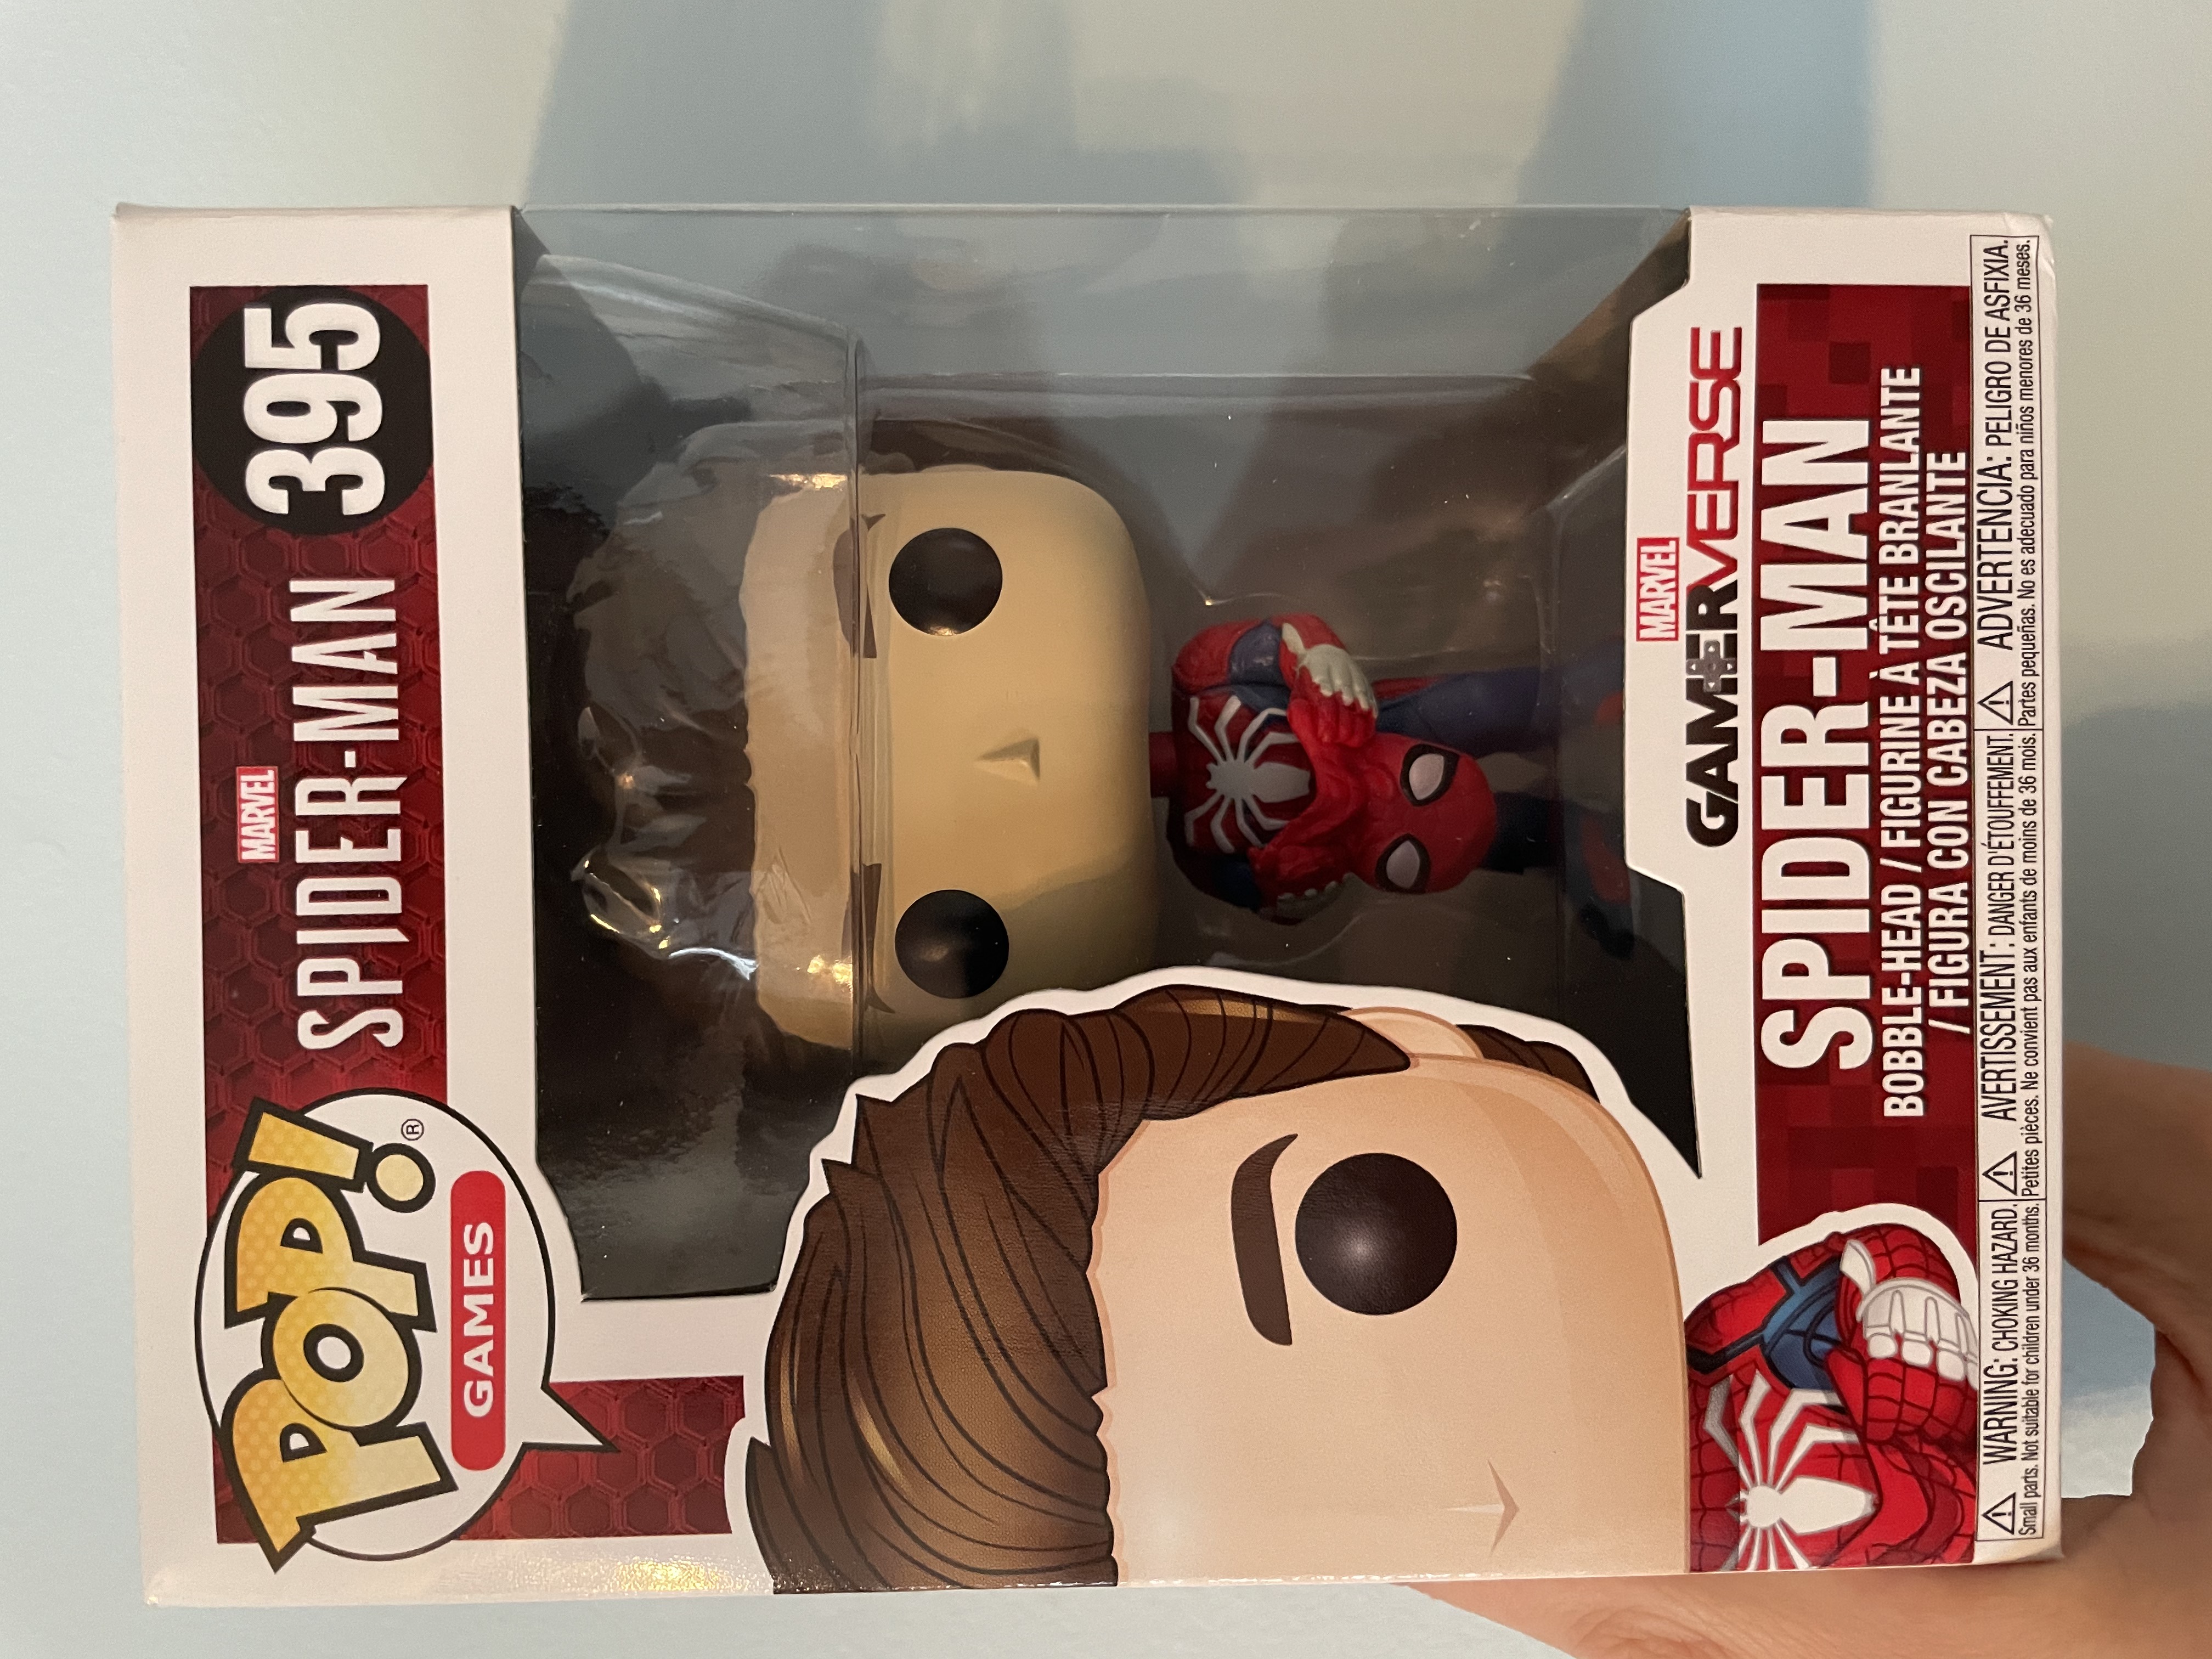 POP!®
GAMES
MARVEL
SPIDER-MAN
395
MARVEL
GAMERVERSE
SPIDER-MAN
BOBBLE-HEAD / FIGURINE À TÊTE BRANLANTE
/ FIGURA CON CABEZA OSCILANTE
⚠ WARNING: CHOKING HAZARD.
Small parts. Not suitable for children under 36 months.
⚠ AVERTISSEMENT: DANGER D'ÉTOUFFEMENT.
Petites pièces. Ne convient pas aux enfants de moins de 36 mois.
⚠ ADVERTENCIA: PELIGRO DE ASFIXIA.
Partes pequeñas. No es adecuado para niños menores de 36 meses.